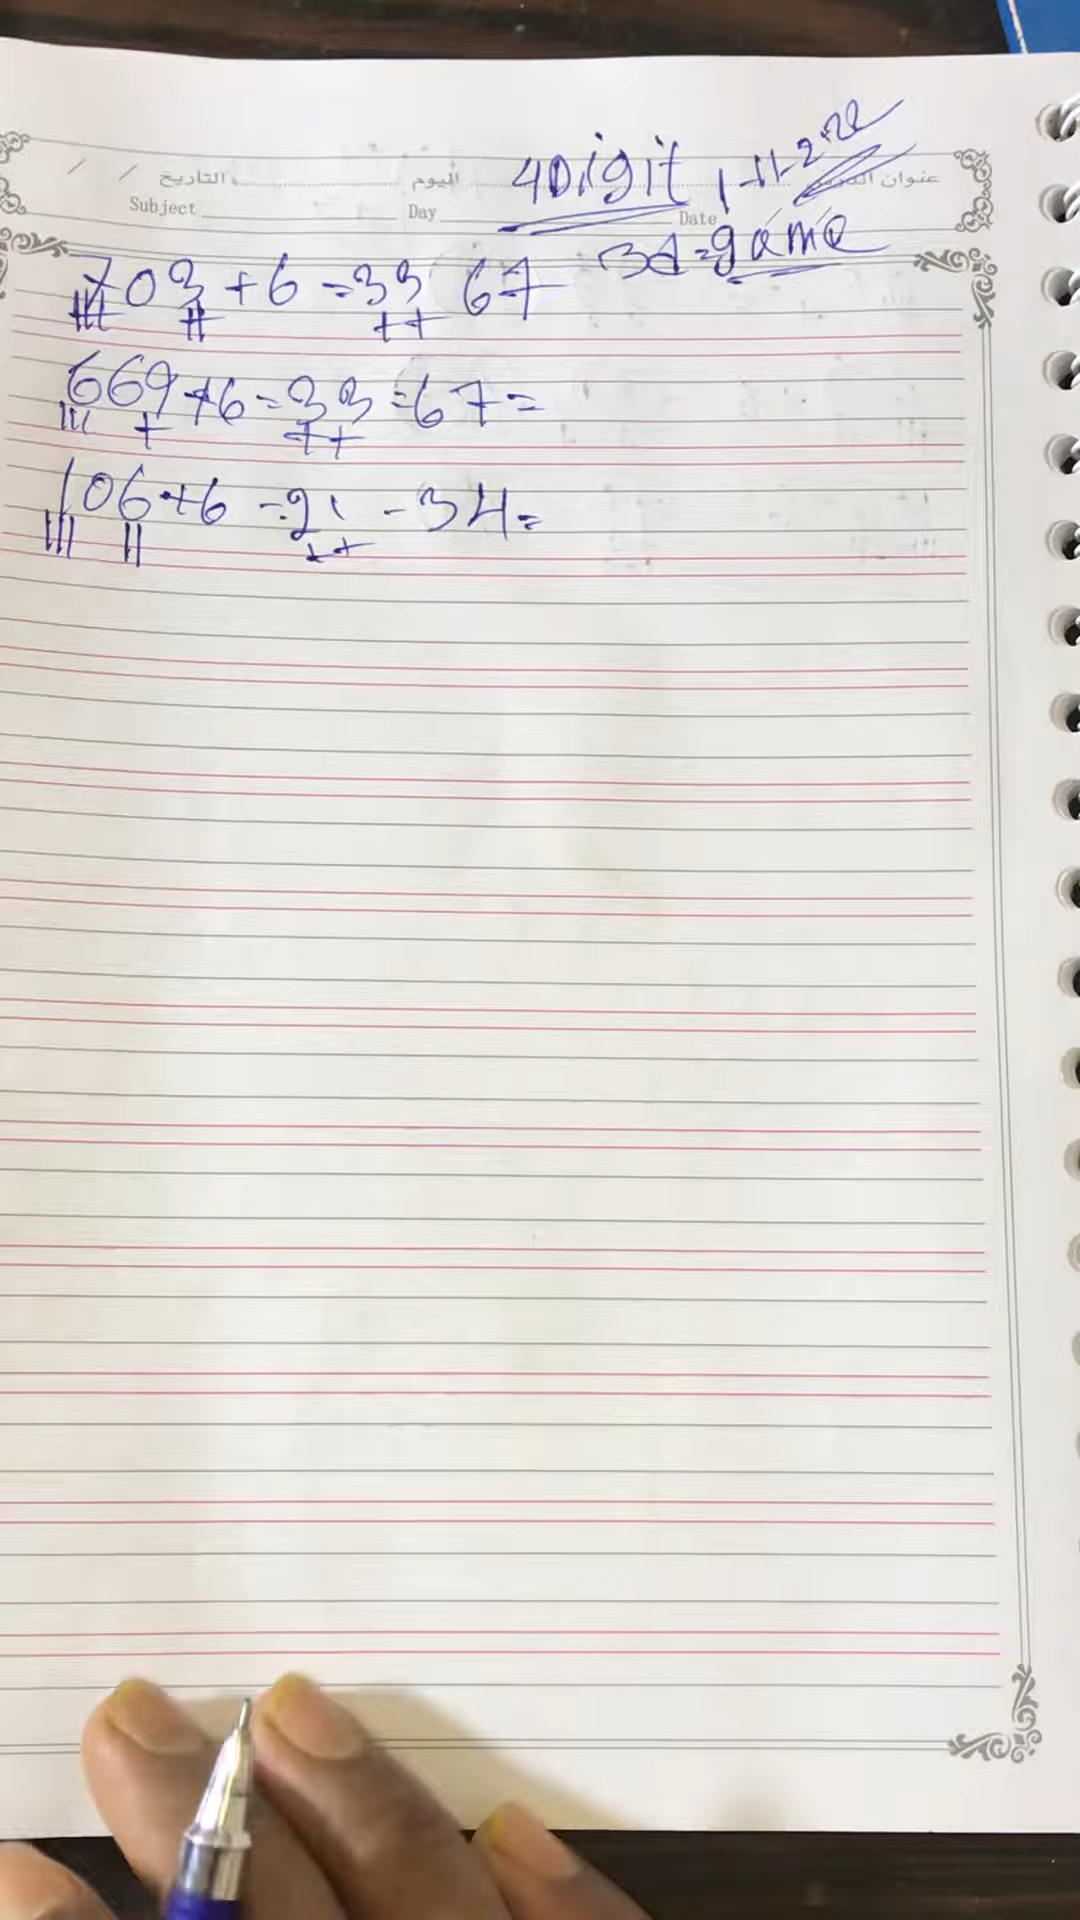 4Digit 1-11-2022
التاريخ اليوم عنوان الدرس
Subject Day Date
3d=game
703+6=33 67
669+6=33=67=
106+6=21-34=